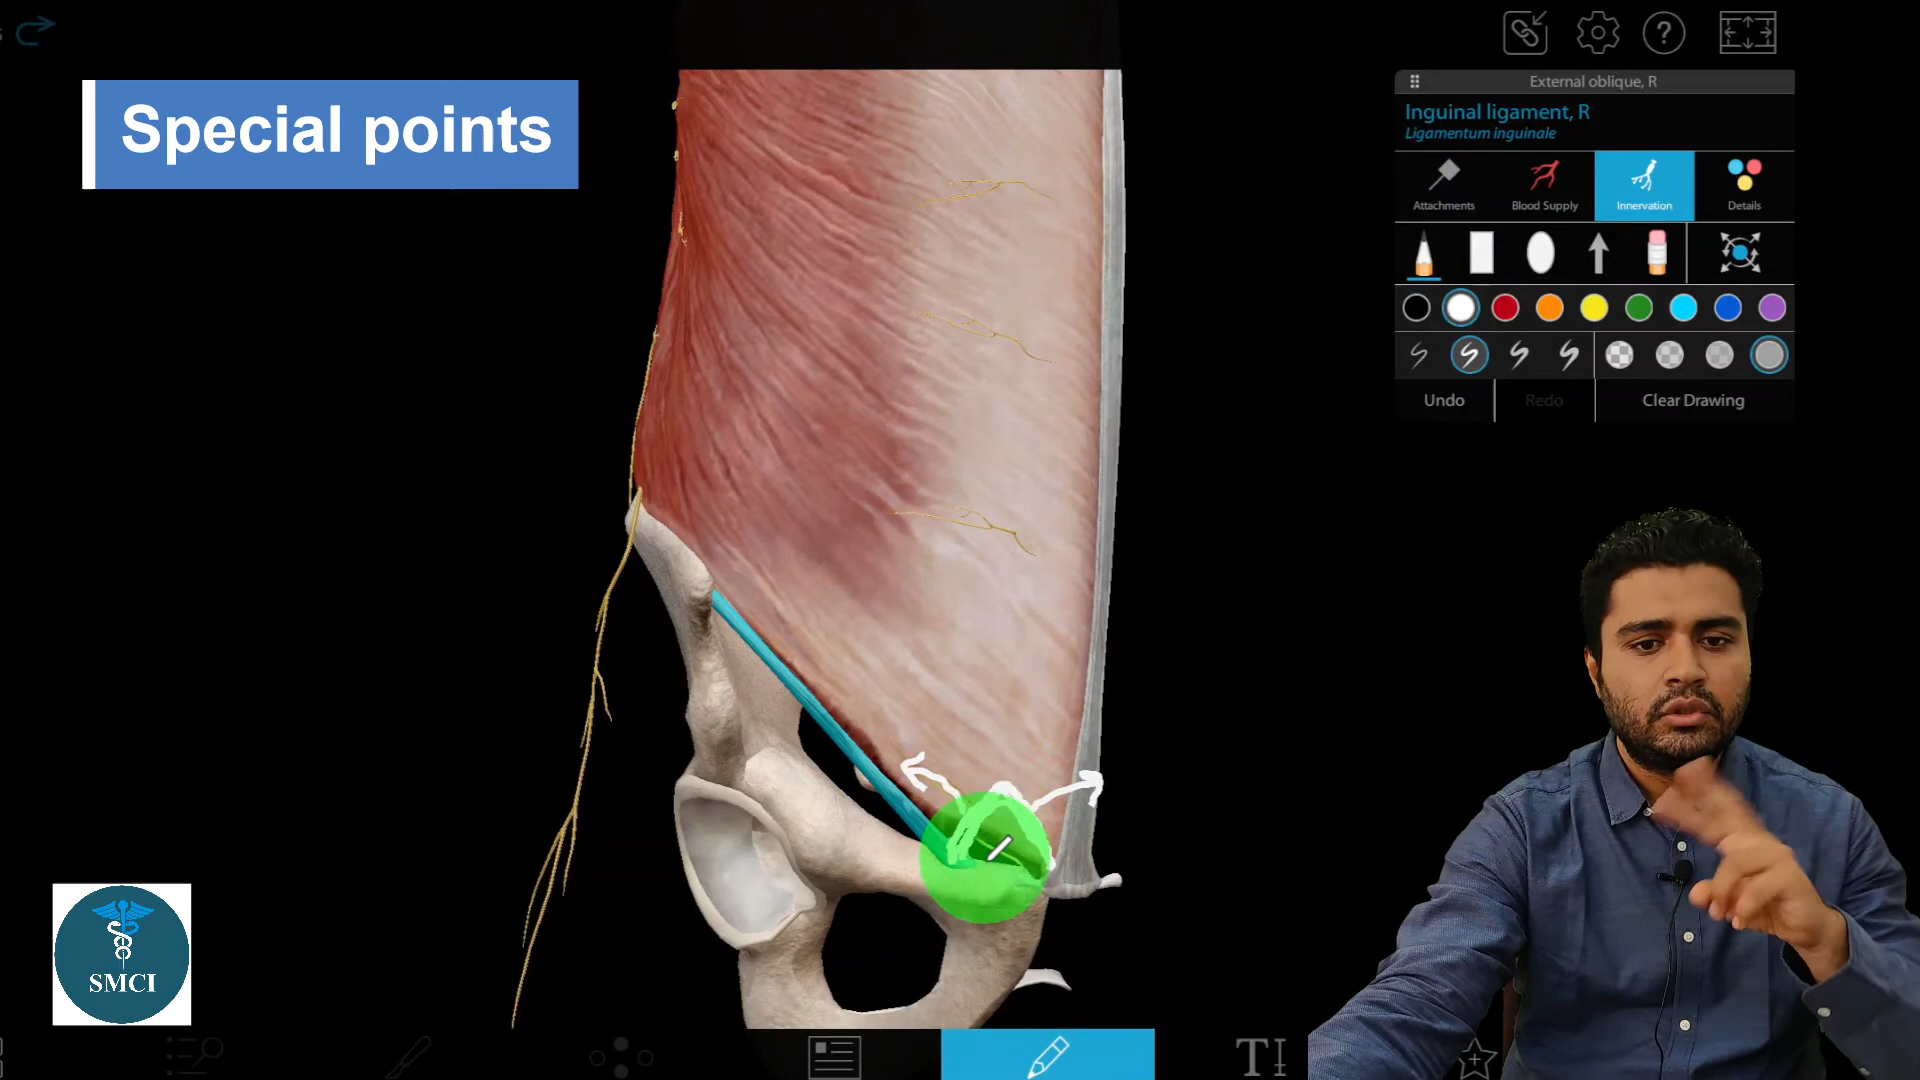 Special points
External oblique, R
Inguinal ligament, R
Ligamentum inguinale
Attachments
Blood Supply
Innervation
Details
Undo
Redo
Clear Drawing
SMCI